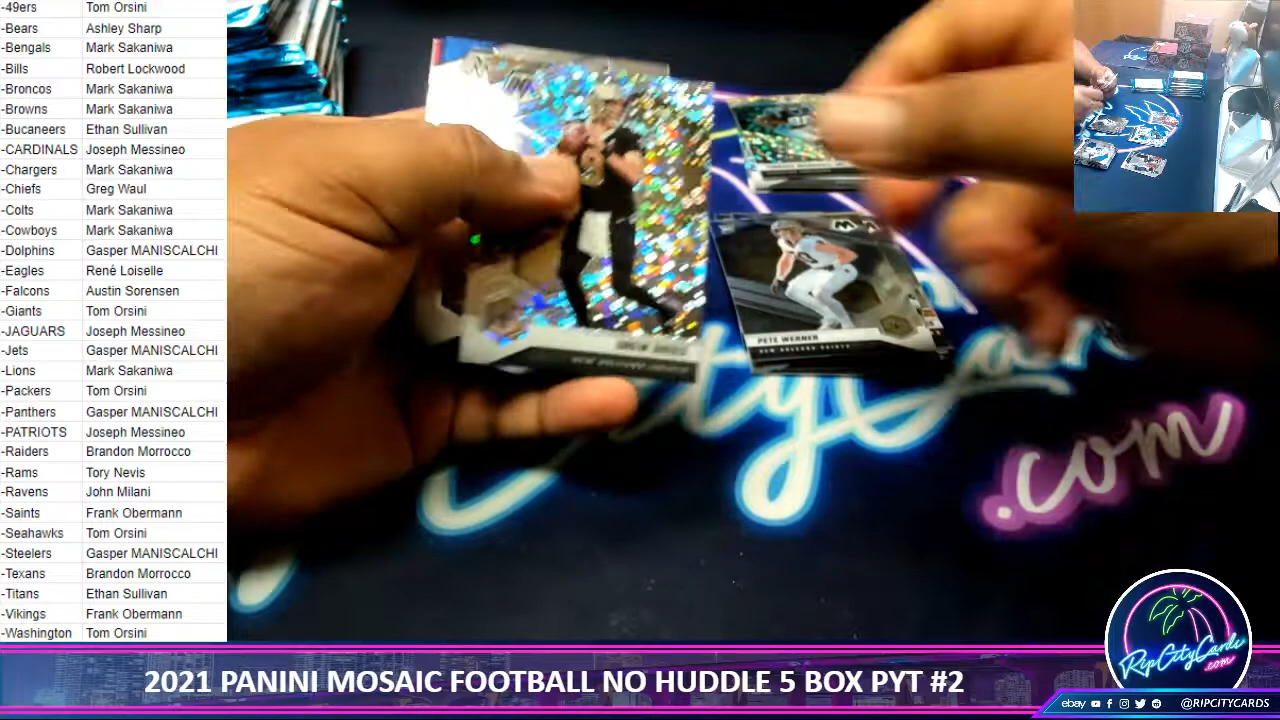 -49ers Tom Orsini
-Bears Ashley Sharp
-Bengals Mark Sakaniwa
-Bills Robert Lockwood
-Broncos Mark Sakaniwa
-Browns Mark Sakaniwa
-Bucaneers Ethan Sullivan
-CARDINALS Joseph Messineo
-Chargers Mark Sakaniwa
-Chiefs Greg Waul
-Colts Mark Sakaniwa
-Cowboys Mark Sakaniwa
-Dolphins Gasper MANISCALCHI
-Eagles René Loiselle
-Falcons Austin Sorensen
-Giants Tom Orsini
-JAGUARS Joseph Messineo
-Jets Gasper MANISCALCHI
-Lions Mark Sakaniwa
-Packers Tom Orsini
-Panthers Gasper MANISCALCHI
-PATRIOTS Joseph Messineo
-Raiders Brandon Morrocco
-Rams Tory Nevis
-Ravens John Milani
-Saints Frank Obermann
-Seahawks Tom Orsini
-Steelers Gasper MANISCALCHI
-Texans Brandon Morrocco
-Titans Ethan Sullivan
-Vikings Frank Obermann
-Washington Tom Orsini
PETE WERNER
NEW ORLEANS SAINTS
.com
RipCityCards
.com
2021 PANINI MOSAIC FOOTBALL NO HUDDLE 5 BOX PYT #2
ebay @RIPCITYCARDS